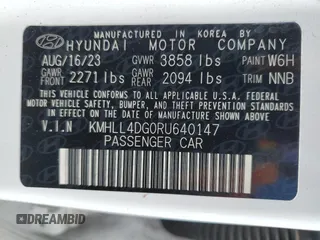 MANUFACTURED IN KOREA BY
HYUNDAI MOTOR COMPANY
AUG/16/23 GVWR 3858 lbs PAINT W6H
GAWR FRONT 2271 lbs GAWR REAR 2094 lbs TRIM NNB
THIS VEHICLE CONFORMS TO ALL APPLICABLE U.S.A.
FEDERAL MOTOR VEHICLE SAFETY, BUMPER, AND THEFT
PREVENTION STANDARDS IN EFFECT ON THE DATE OF
MANUFACTURE SHOWN ABOVE.
V.I.N KMHLL4DG0RU640147
PASSENGER CAR
DREAMBID